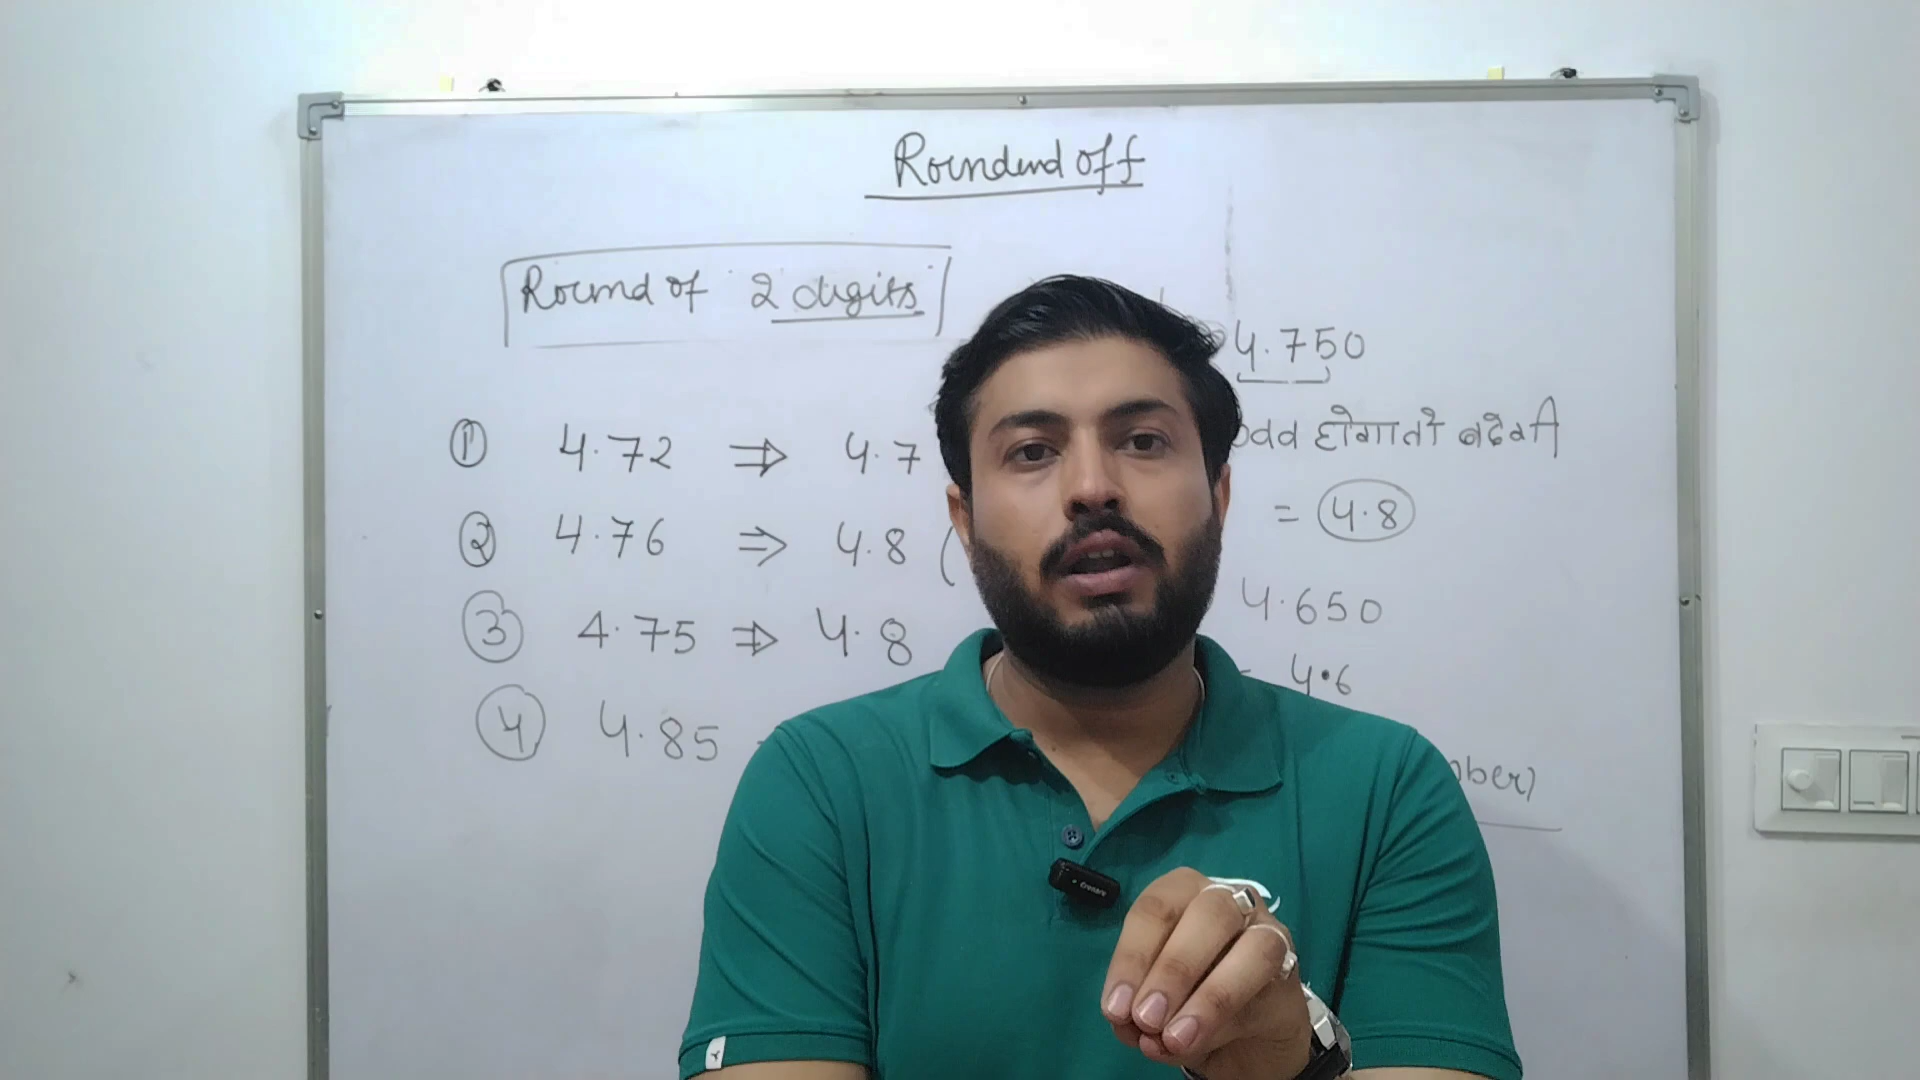 Roundend off
Round of 2 digits
① 4.72 ⇒ 4.7
② 4.76 ⇒ 4.8 (
③ 4.75 ⇒ 4.8
④ 4.85
4.750
odd होगा तो बढेगी
= 4.8
4.650
= 4.6